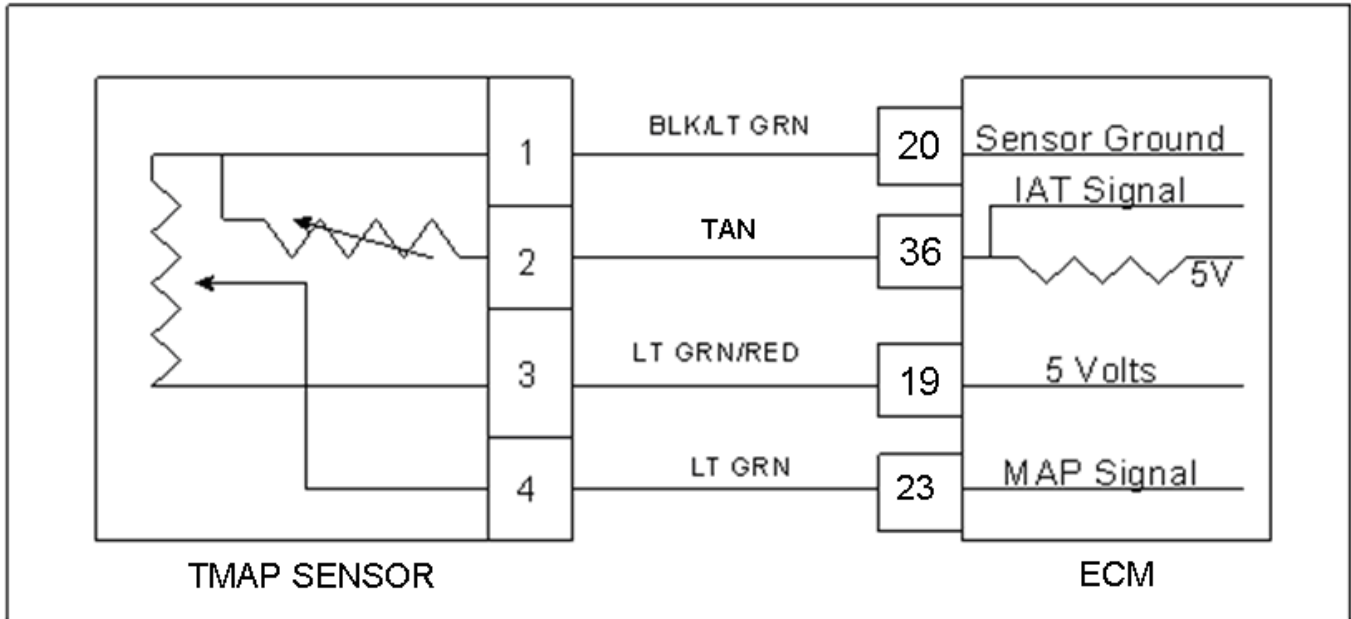 1
BLK/LT GRN
20
Sensor Ground
IAT Signal
2
TAN
36
5V
3
LT GRN/RED
19
5 Volts
4
LT GRN
23
MAP Signal
TMAP SENSOR
ECM